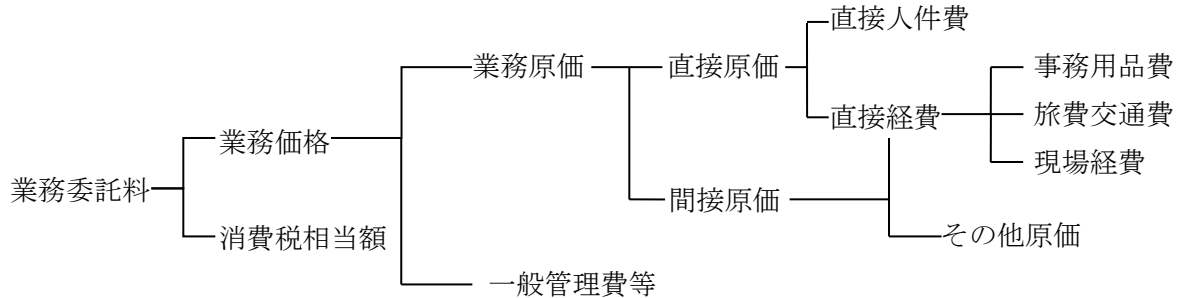 直接人件費
業務原価
直接原価
事務用品費
直接経費
旅費交通費
業務価格
現場経費
業務委託料
間接原価
消費税相当額
その他原価
一般管理費等